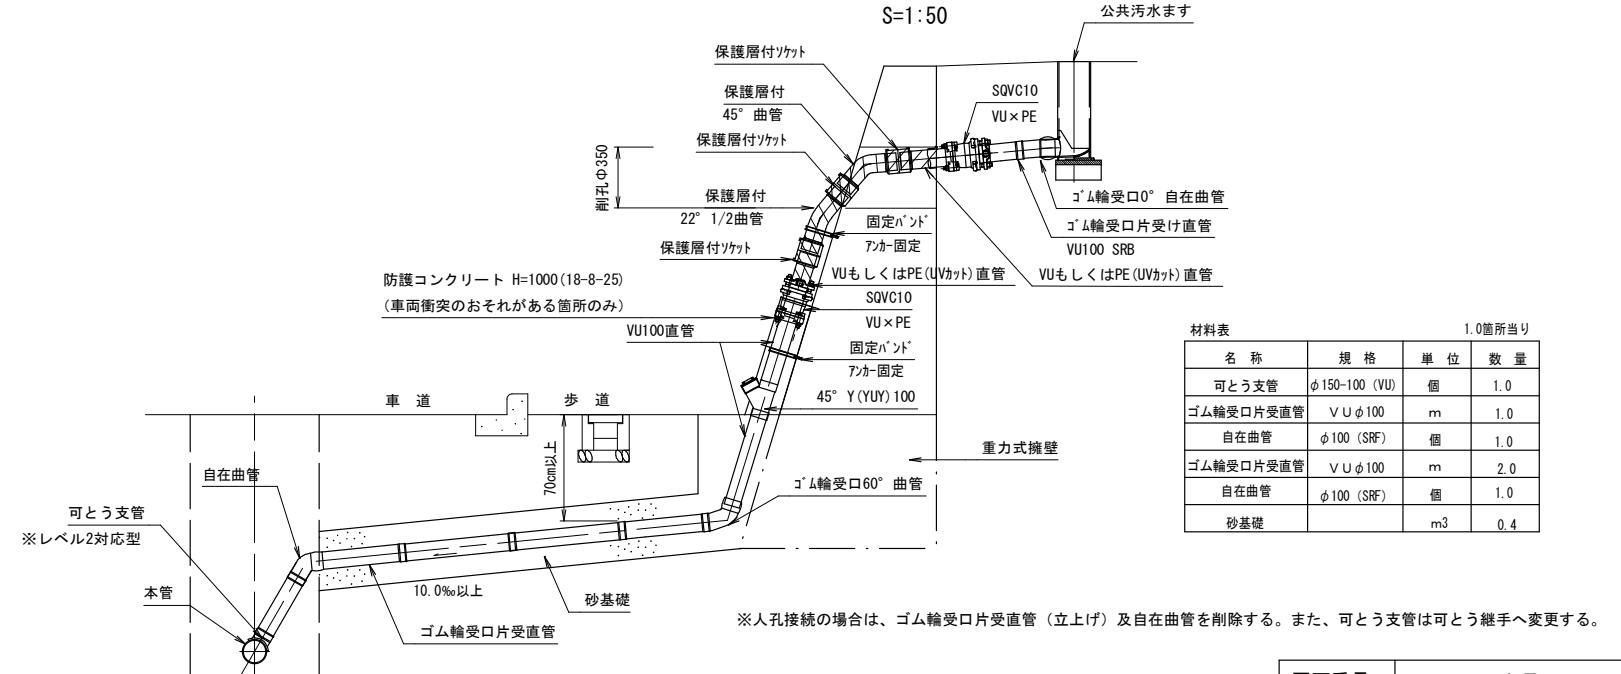 S=1:50
公共汚水ます
保護層付ｿｹｯﾄ
保護層付
45° 曲管
SQVC10
VU×PE
保護層付ｿｹｯﾄ
削孔Φ350
保護層付
22° 1/2曲管
固定ﾊﾞﾝﾄﾞ
ｱﾝｶｰ固定
ｺﾞﾑ輪受口0° 自在曲管
ｺﾞﾑ輪受口片受け直管
VU100 SRB
保護層付ｿｹｯﾄ
VUもしくはPE(UVｶｯﾄ)直管
VUもしくはPE(UVｶｯﾄ)直管
防護コンクリート H=1000(18-8-25)
(車両衝突のおそれがある箇所のみ)
SQVC10
VU×PE
VU100直管
固定ﾊﾞﾝﾄﾞ
ｱﾝｶｰ固定
45° Y(YUY)100
車 道
歩 道
70cm以上
重力式擁壁
自在曲管
ｺﾞﾑ輪受口60° 曲管
可とう支管
※レベル2対応型
本管
10.0‰以上
砂基礎
ゴム輪受口片受直管
材料表 1.0箇所当り
名 称 規 格 単 位 数 量
可とう支管 φ150-100 (VU) 個 1.0
ゴム輪受口片受直管 ＶＵφ100 m 1.0
自在曲管 φ100 (SRF) 個 1.0
ゴム輪受口片受直管 ＶＵφ100 m 2.0
自在曲管 φ100 (SRF) 個 1.0
砂基礎 m3 0.4
※人孔接続の場合は、ゴム輪受口片受直管（立上げ）及自在曲管を削除する。また、可とう支管は可とう継手へ変更する。